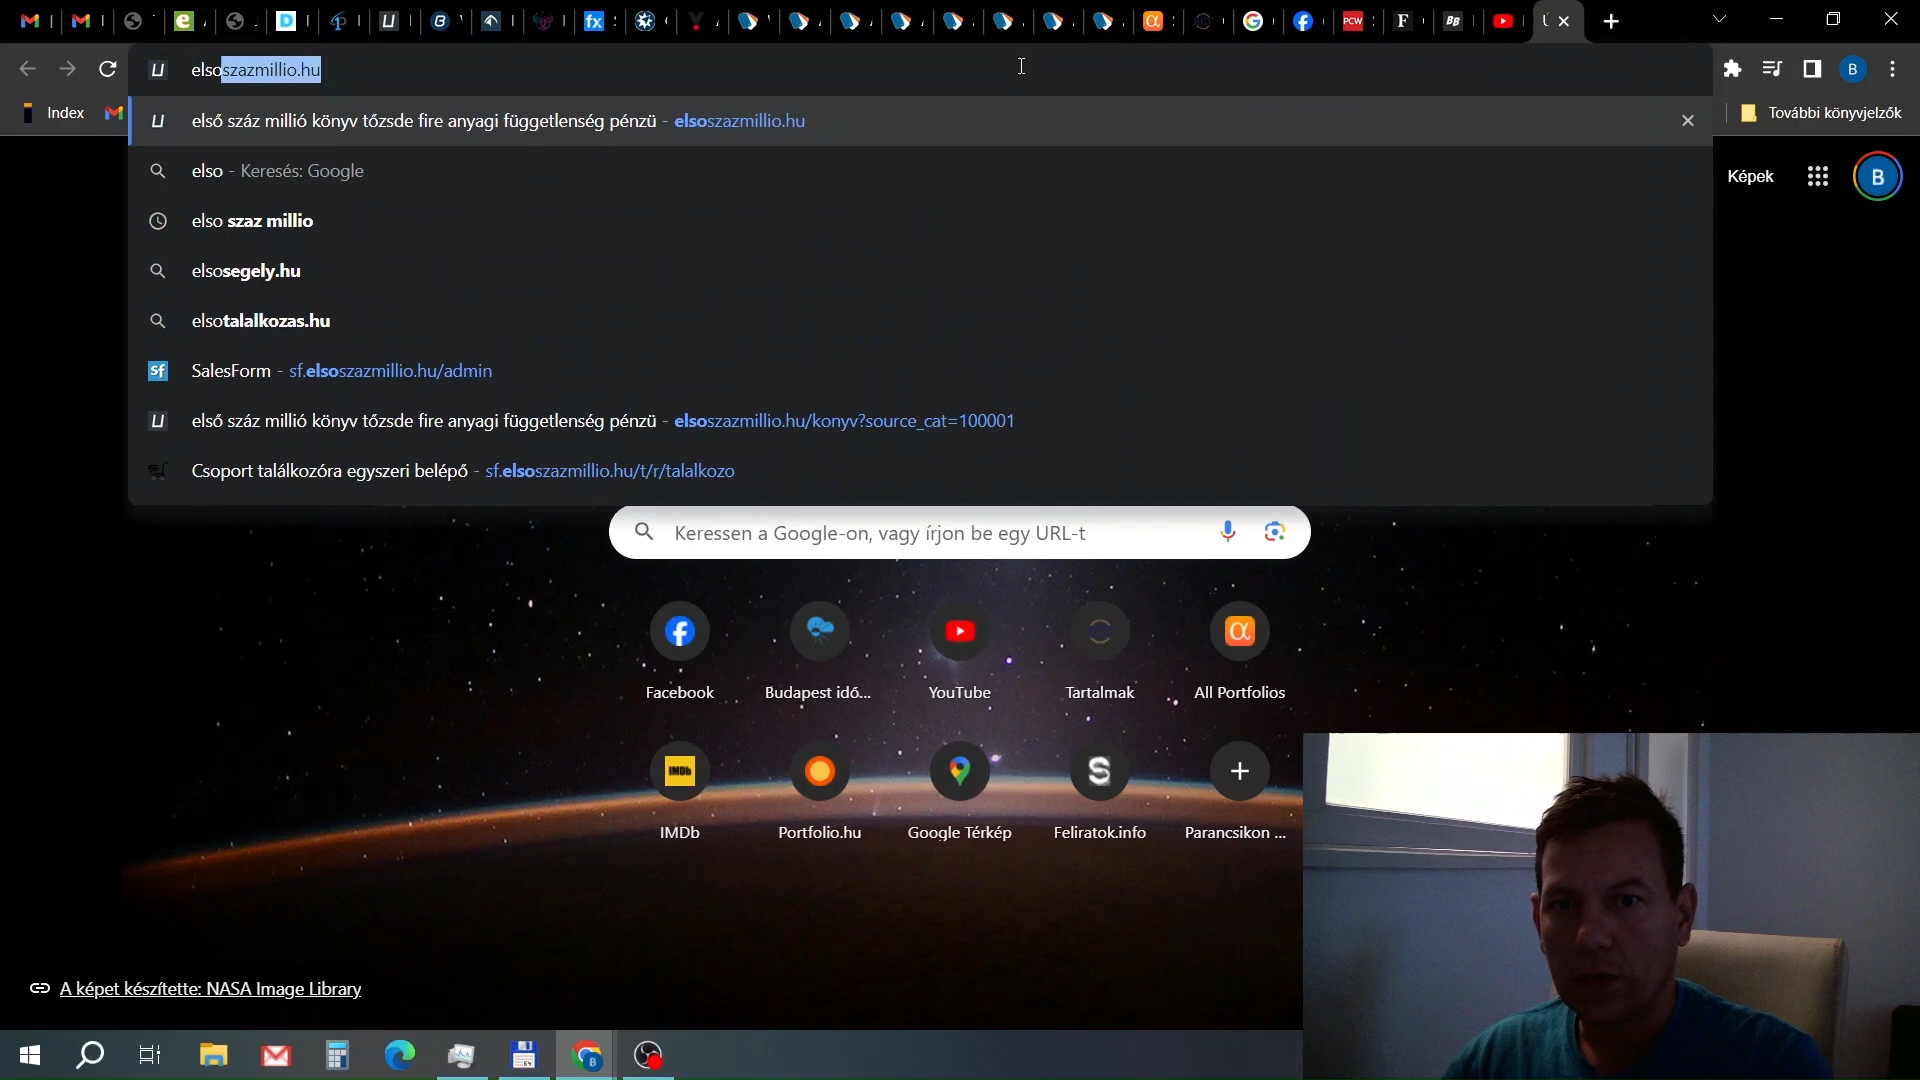 elsoszazmillio.hu
B
Index
További könyvjelzők
első száz millió könyv tőzsde fire anyagi függetlenség pénzü - elsoszazmillio.hu
elso - Keresés: Google
Képek
B
elso szaz millio
elsosegely.hu
elsotalalkozas.hu
sf SalesForm - sf.elsoszazmillio.hu/admin
első száz millió könyv tőzsde fire anyagi függetlenség pénzü - elsoszazmillio.hu/konyv?source_cat=100001
Csoport találkozóra egyszeri belépő - sf.elsoszazmillio.hu/t/r/talalkozo
Keressen a Google-on, vagy írjon be egy URL-t
Facebook
Budapest idő...
YouTube
Tartalmak
All Portfolios
IMDb
IMDb
Portfolio.hu
Google Térkép
Feliratok.info
Parancsikon ...
A képet készítette: NASA Image Library